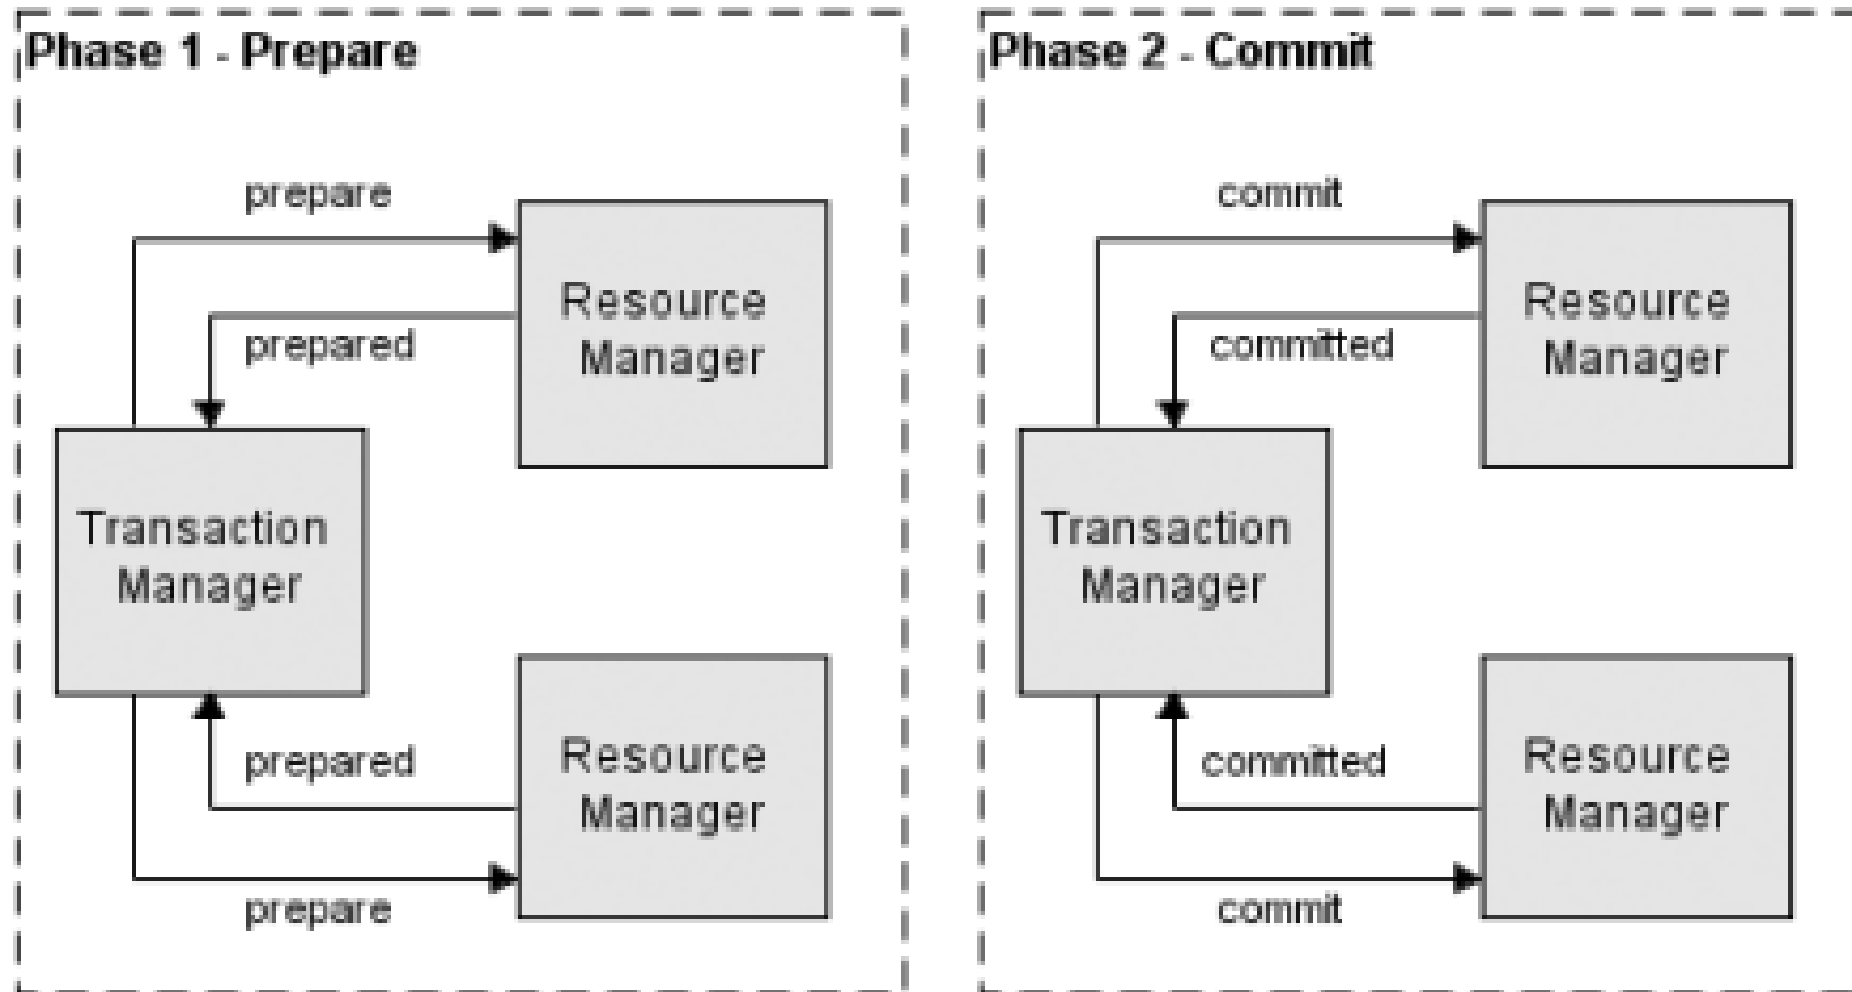 Phase 1 - Prepare
prepare
Resource
Manager
prepared
Transaction
Manager
prepared
Resource
Manager
prepare
Phase 2 - Commit
commit
Resource
Manager
committed
Transaction
Manager
committed
Resource
Manager
commit